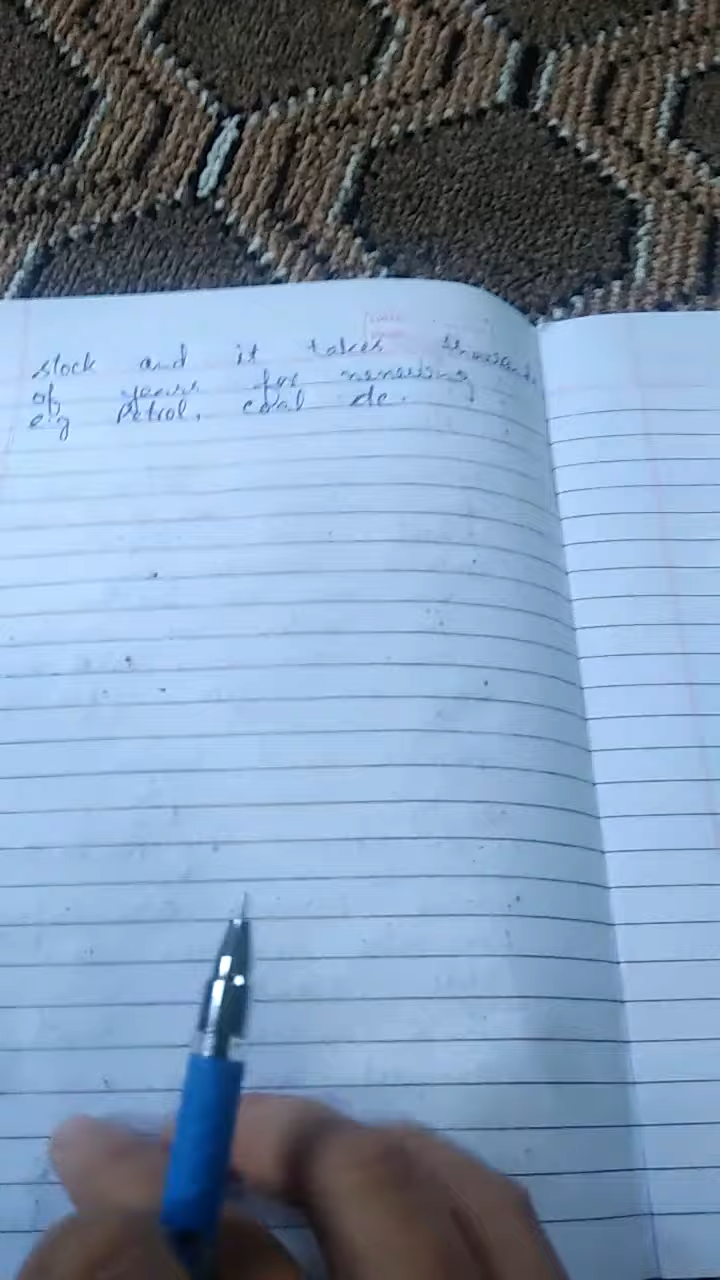 stock and it takes thousands
of years for renewing
e.g Petrol, coal etc.